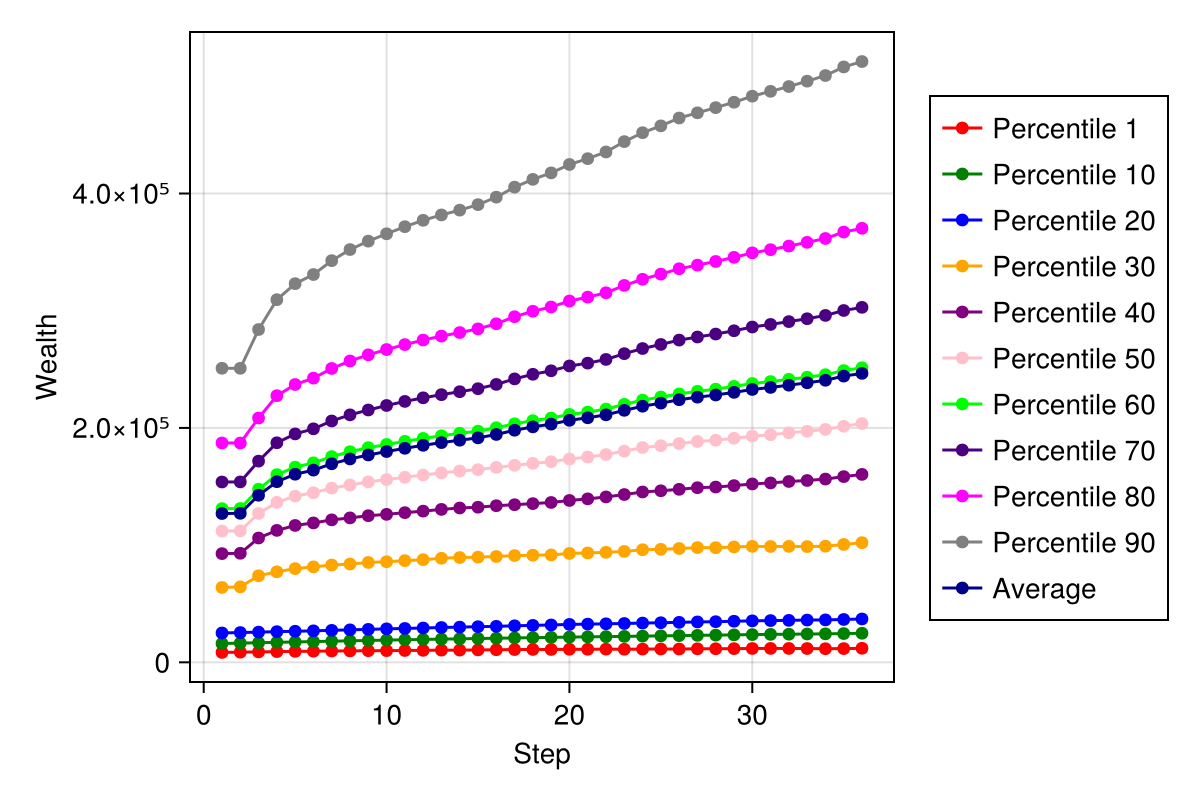 Wealth
4.0×10⁵
2.0×10⁵
0
0 10 20 30
Step
Percentile 1
Percentile 10
Percentile 20
Percentile 30
Percentile 40
Percentile 50
Percentile 60
Percentile 70
Percentile 80
Percentile 90
Average